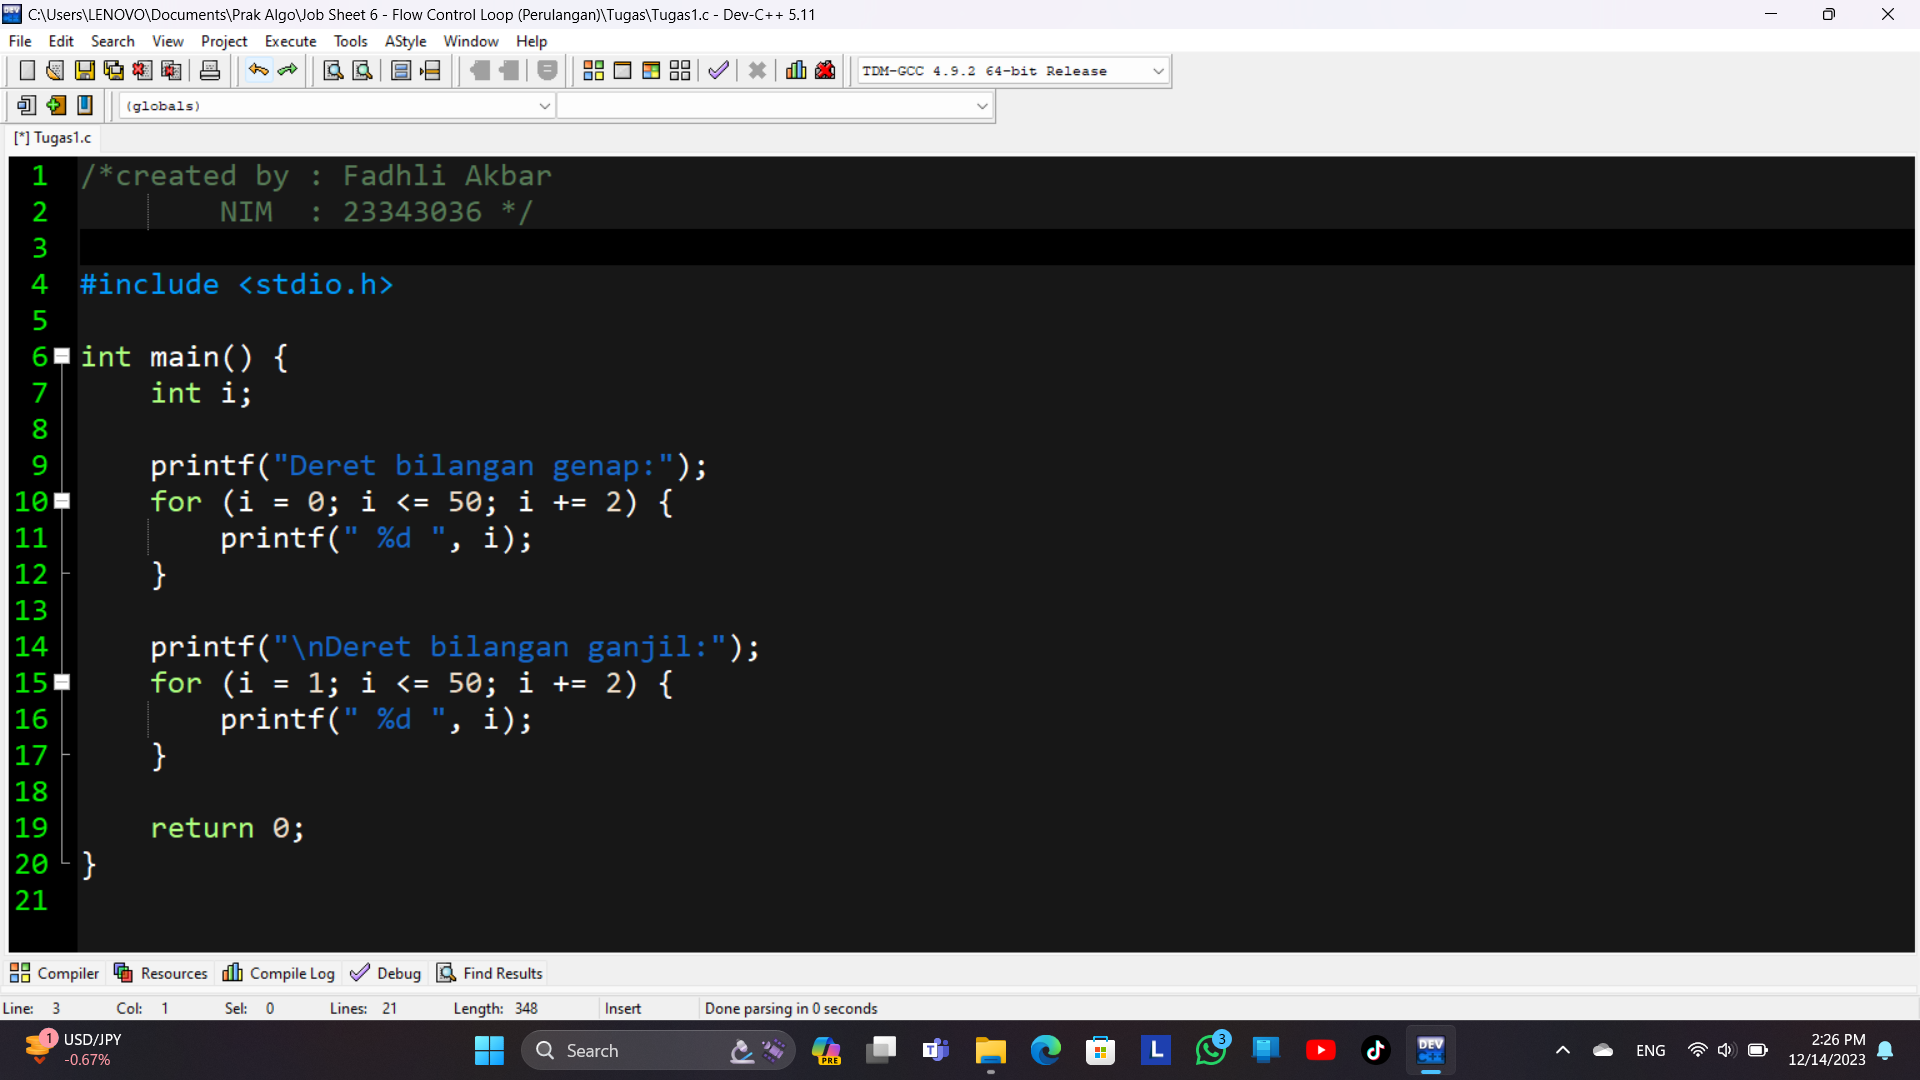 C:\Users\LENOVO\Documents\Prak Algo\Job Sheet 6 - Flow Control Loop (Perulangan)\Tugas\Tugas1.c - Dev-C++ 5.11
File Edit Search View Project Execute Tools AStyle Window Help
TDM-GCC 4.9.2 64-bit Release
(globals)
[*] Tugas1.c
1 /*created by : Fadhli Akbar
2 NIM : 23343036 */
3
4 #include <stdio.h>
5
6 int main() {
7 int i;
8
9 printf("Deret bilangan genap:");
10 for (i = 0; i <= 50; i += 2) {
11 printf(" %d ", i);
12 }
13
14 printf("\nDeret bilangan ganjil:");
15 for (i = 1; i <= 50; i += 2) {
16 printf(" %d ", i);
17 }
18
19 return 0;
20 }
21
Compiler Resources Compile Log Debug Find Results
Line: 3 Col: 1 Sel: 0 Lines: 21 Length: 348 Insert Done parsing in 0 seconds
1 USD/JPY
-0.67%
Search
PRE
T
L
3
DEV C++
ENG
2:26 PM
12/14/2023